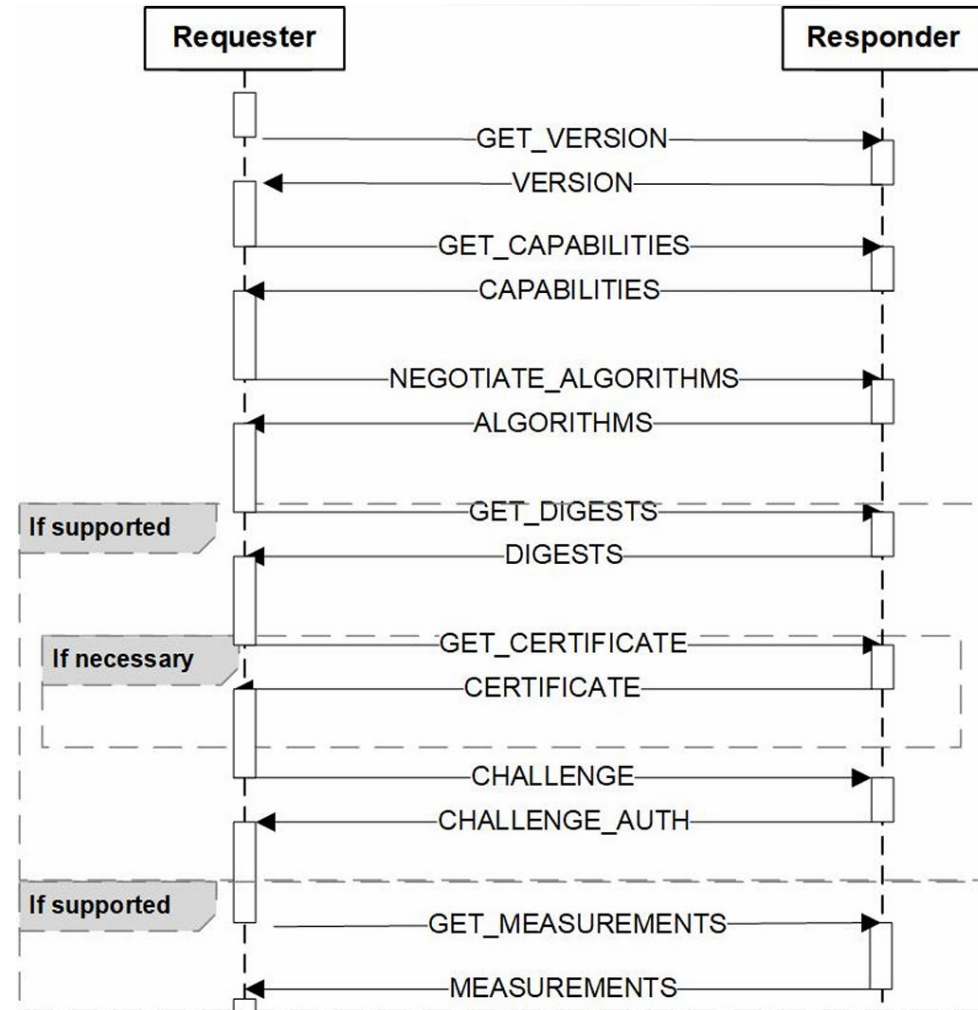 Requester
Responder
GET_VERSION
VERSION
GET_CAPABILITIES
CAPABILITIES
NEGOTIATE_ALGORITHMS
ALGORITHMS
If supported
GET_DIGESTS
DIGESTS
If necessary
GET_CERTIFICATE
CERTIFICATE
CHALLENGE
CHALLENGE_AUTH
If supported
GET_MEASUREMENTS
MEASUREMENTS